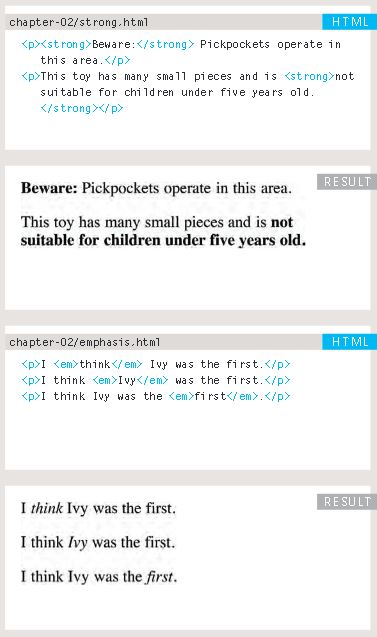 chapter-02/strong.html HTML
<p><strong>Beware:</strong> Pickpockets operate in
this area.</p>
<p>This toy has many small pieces and is <strong>not
suitable for children under five years old.
</strong></p>
RESULT
Beware: Pickpockets operate in this area.
This toy has many small pieces and is not
suitable for children under five years old.
chapter-02/emphasis.html HTML
<p>I <em>think</em> Ivy was the first.</p>
<p>I think <em>Ivy</em> was the first.</p>
<p>I think Ivy was the <em>first</em>.</p>
RESULT
I think Ivy was the first.
I think Ivy was the first.
I think Ivy was the first.